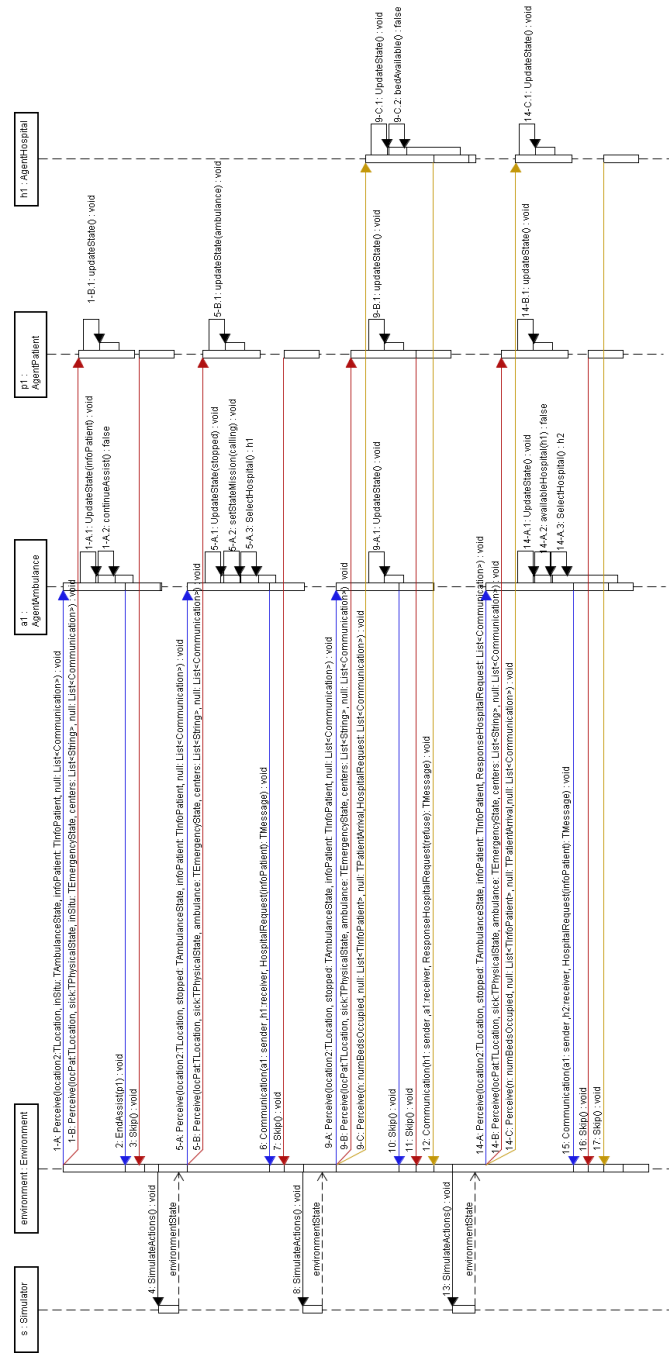 s : Simulator
environment : Environment
a1 :
AgentAmbulance
p1 :
AgentPatient
h1 : AgentHospital
1-A: Perceive(location2:TLocation, inSitu: TAmbulanceState, infoPatient: TInfoPatient, null: List<Communication>) : void
1-B: Perceive(locPat:TLocation, sick:TPhysicalState, inSitu: TEmergencyState, centers: List<String>, null: List<Communication>) : void
1-A.1: UpdateState(infoPatient) : void
1-A.2: continueAssist() : false
1-B.1: updateState() : void
2: EndAssist(p1) : void
3: Skip() : void
4: SimulateActions() : void
environmentState
5-A: Perceive(location2:TLocation, stopped: TAmbulanceState, infoPatient: TInfoPatient, null: List<Communication>) : void
5-B: Perceive(locPat:TLocation, sick:TPhysicalState, ambulance: TEmergencyState, centers: List<String>, null: List<Communication>) : void
5-A.1: UpdateState(stopped) : void
5-A.2: setStateMission(calling) : void
5-A.3: SelectHospital() : h1
5-B.1: updateState(ambulance) : void
6: Communication(a1: sender ,h1:receiver, HospitalRequest(infoPatient): TMessage) : void
7: Skip() : void
8: SimulateActions() : void
environmentState
9-A: Perceive(location2:TLocation, stopped: TAmbulanceState, infoPatient: TInfoPatient, null: List<Communication>) : void
9-B: Perceive(locPat:TLocation, sick:TPhysicalState, ambulance: TEmergencyState, centers: List<String>, null: List<Communication>) : void
9-C: Perceive(n: numBedsOccupied, null: List<TInfoPatient>, null: TPatientArrival,HospitalRequest: List<Communication>) : void
9-A.1: UpdateState() : void
9-B.1: updateState() : void
9-C.1: UpdateState() : void
9-C.2: bedAvailable() : false
10: Skip() : void
11: Skip() : void
12: Communication(h1: sender ,a1:receiver, ResponseHospitalRequest(refuse): TMessage) : void
13: SimulateActions() : void
environmentState
14-A: Perceive(location2:TLocation, stopped: TAmbulanceState, infoPatient: TInfoPatient, ResponseHospitalRequest: List<Communication>) : void
14-B: Perceive(locPat:TLocation, sick:TPhysicalState, ambulance: TEmergencyState, centers: List<String>, null: List<Communication>) : void
14-C: Perceive(n: numBedsOccupied, null: List<TInfoPatient>, null: TPatientArrival,null: List<Communication>) : void
14-A.1: UpdateState() : void
14-A.2: availableHospital(h1) : false
14-A.3: SelectHospital() : h2
14-B.1: updateState() : void
14-C.1: UpdateState() : void
15: Communication(a1: sender ,h2:receiver, HospitalRequest(infoPatient): TMessage) : void
16: Skip() : void
17: Skip() : void